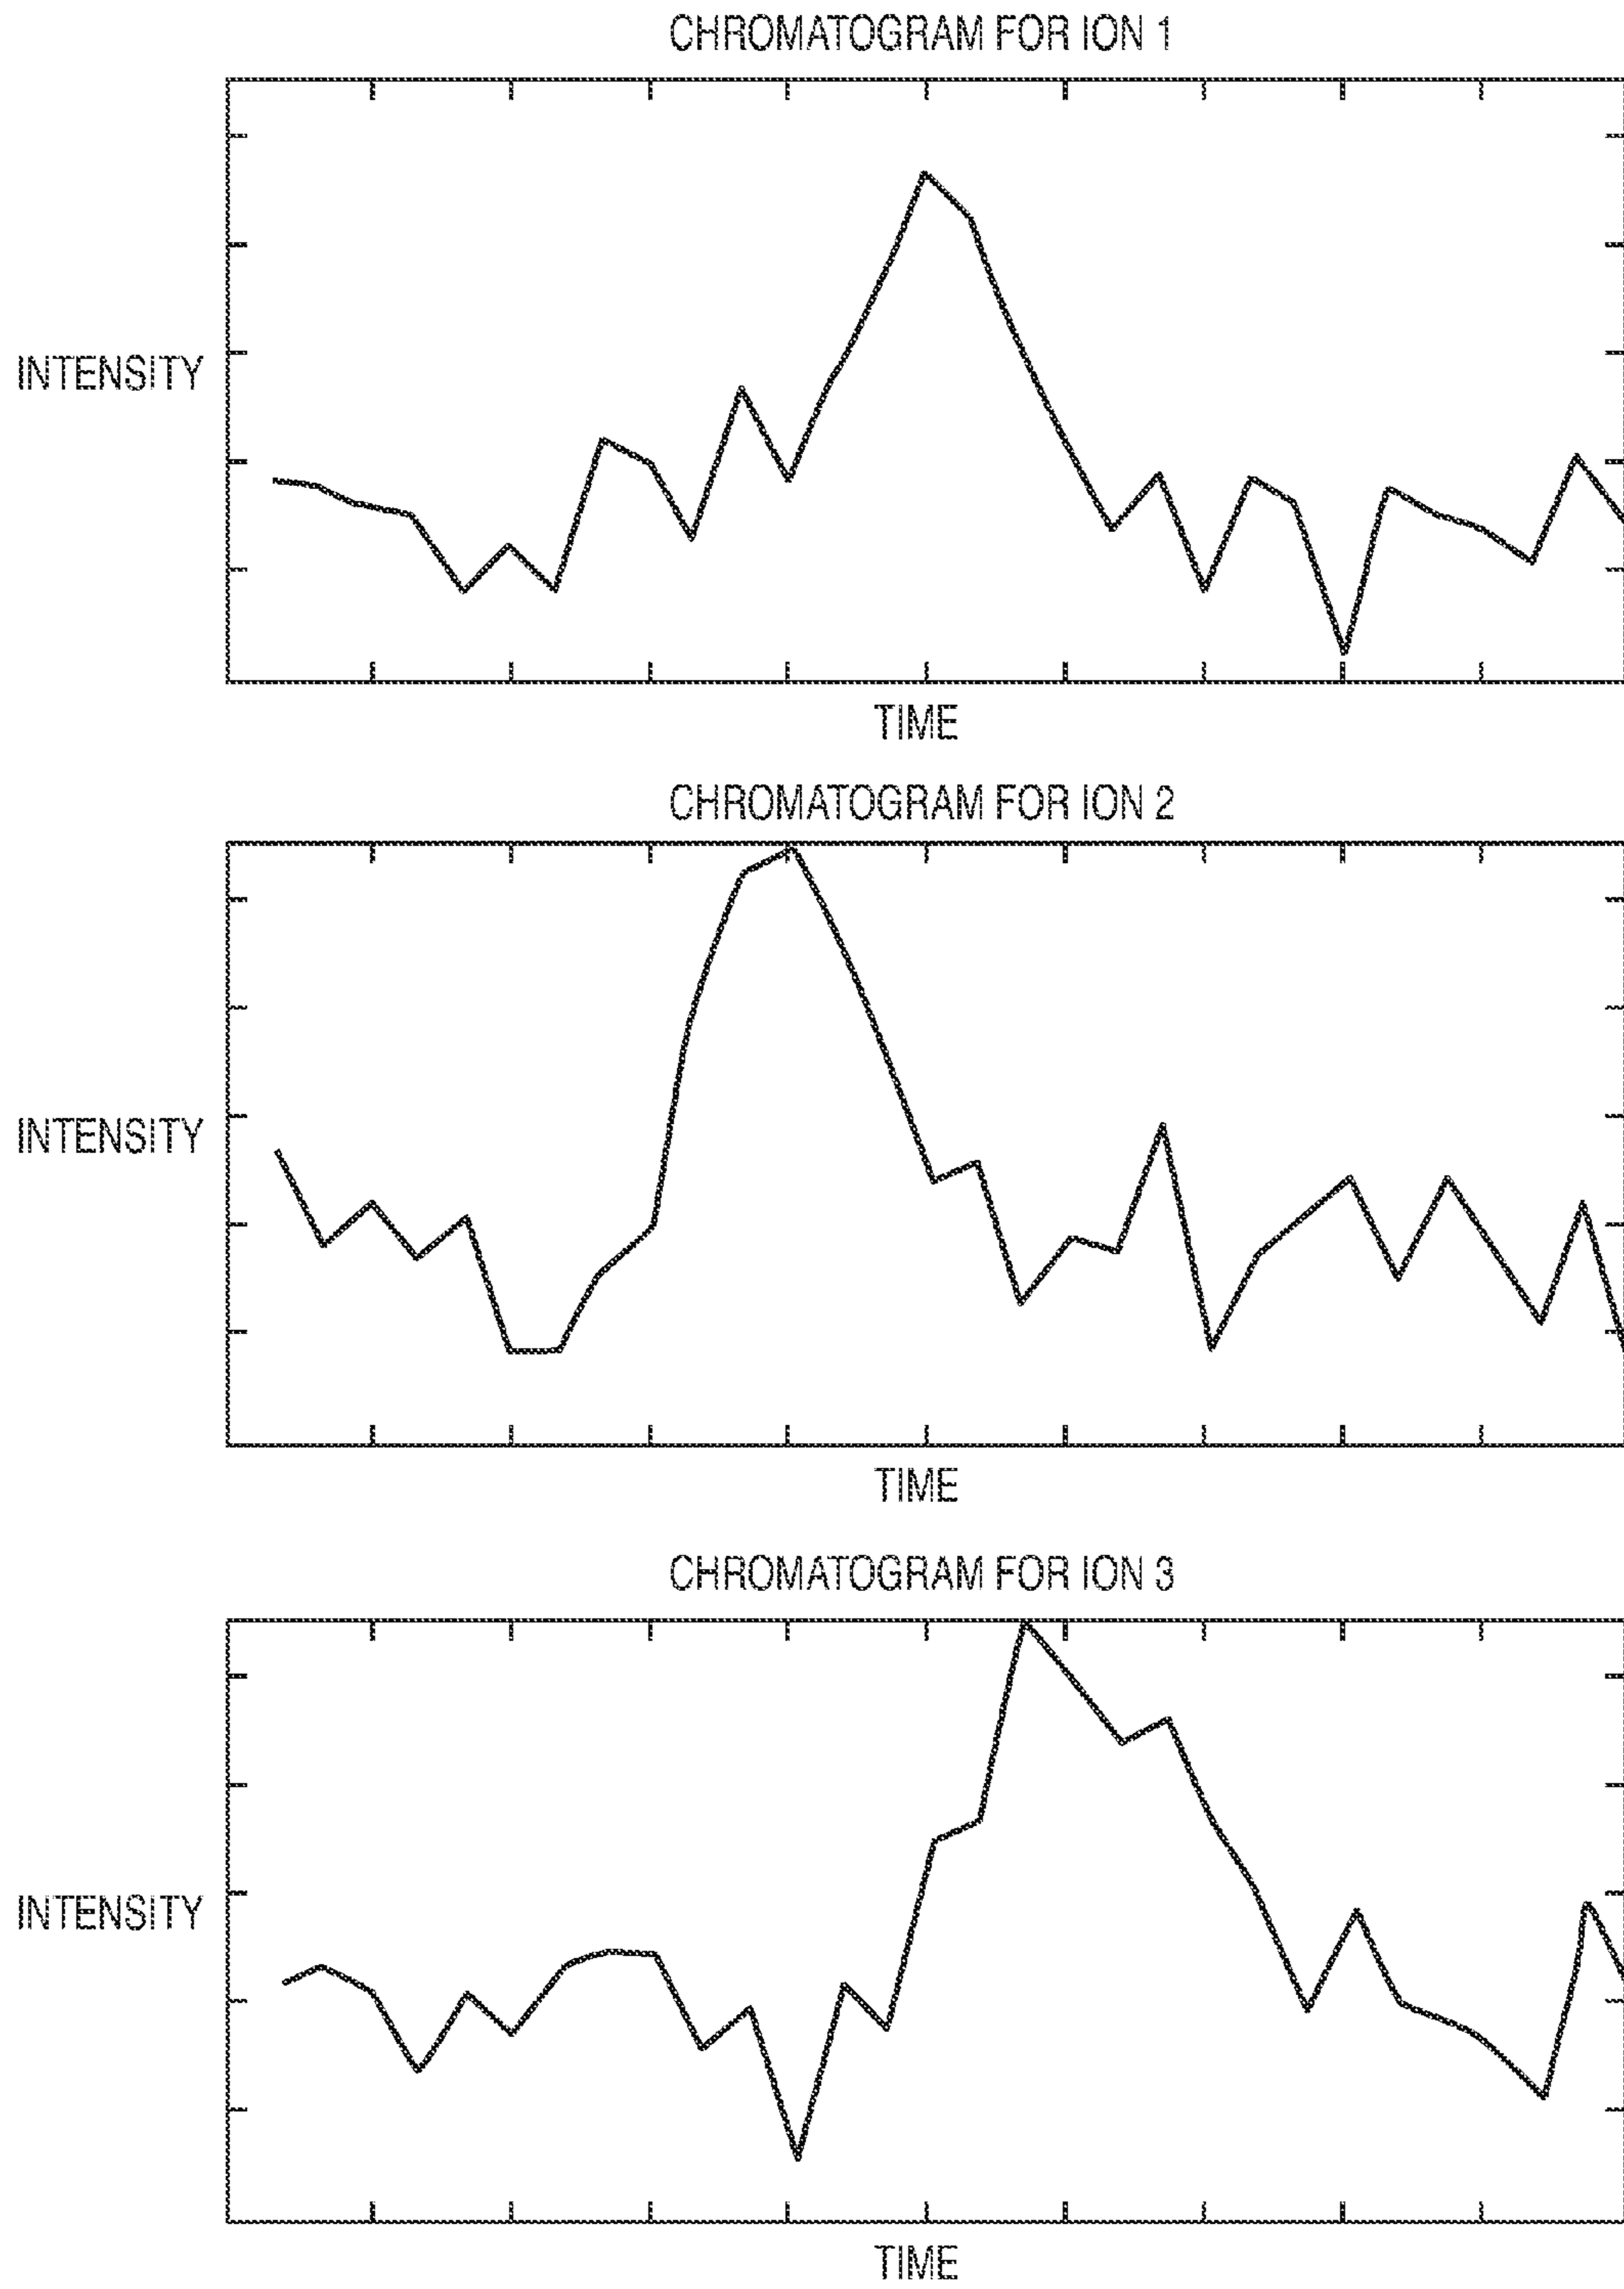 CHROMATOGRAM FOR ION 1
INTENSITY
TIME
CHROMATOGRAM FOR ION 2
INTENSITY
TIME
CHROMATOGRAM FOR ION 3
INTENSITY
TIME